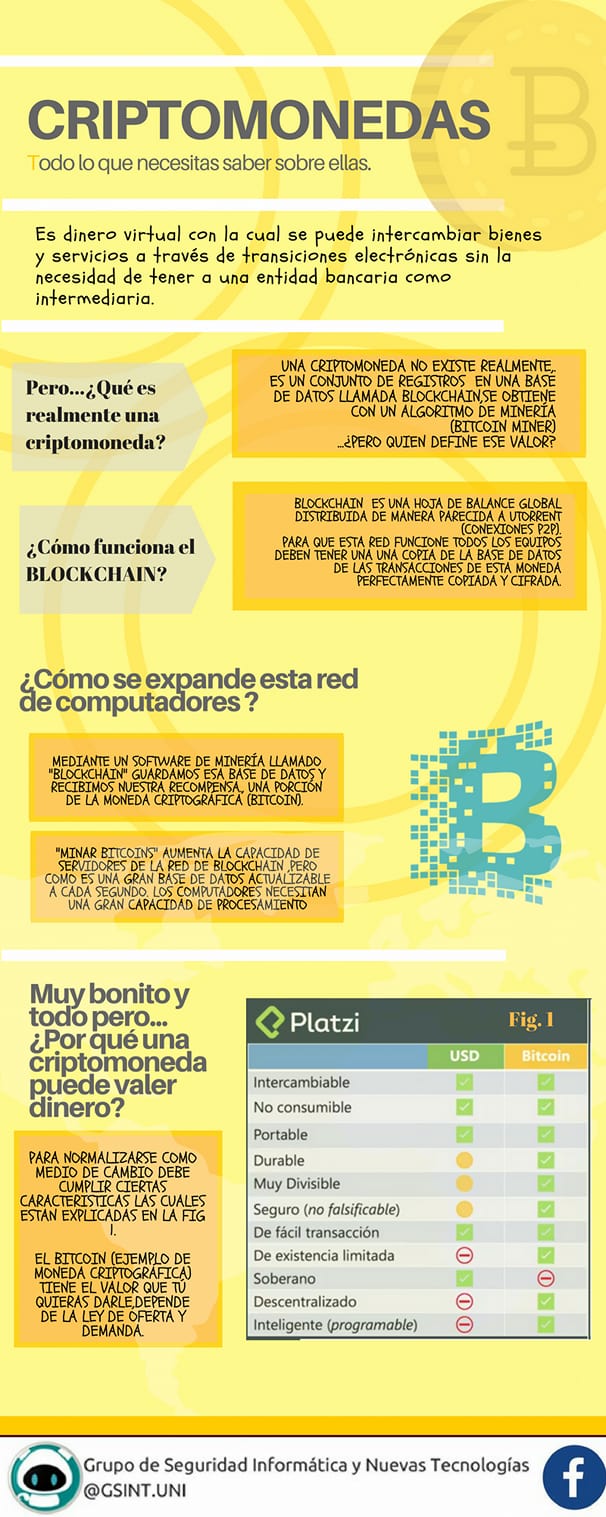 CRIPTOMONEDAS
Todo lo que necesitas saber sobre ellas.
Es dinero virtual con la cual se puede intercambiar bienes
y servicios a través de transiciones electrónicas sin la
necesidad de tener a una entidad bancaria como
intermediaria.
Pero...¿Qué es
realmente una
criptomoneda?
UNA CRIPTOMONEDA NO EXISTE REALMENTE,.
ES UN CONJUNTO DE REGISTROS EN UNA BASE
DE DATOS LLAMADA BLOCKCHAIN,SE OBTIENE
CON UN ALGORITMO DE MINERÍA
(BITCOIN MINER)
...¿PERO QUIEN DEFINE ESE VALOR?
¿Cómo funciona el
BLOCKCHAIN?
BLOCKCHAIN ES UNA HOJA DE BALANCE GLOBAL
DISTRIBUIDA DE MANERA PARECIDA A UTORRENT
(CONEXIONES P2P).
PARA QUE ESTA RED FUNCIONE TODOS LOS EQUIPOS
DEBEN TENER UNA UNA COPIA DE LA BASE DE DATOS
DE LAS TRANSACCIONES DE ESTA MONEDA
PERFECTAMENTE COPIADA Y CIFRADA.
¿Cómo se expande esta red
de computadores ?
MEDIANTE UN SOFTWARE DE MINERÍA LLAMADO
"BLOCKCHAIN" GUARDAMOS ESA BASE DE DATOS Y
RECIBIMOS NUESTRA RECOMPENSA, UNA PORCIÓN
DE LA MONEDA CRIPTOGRÁFICA (BITCOIN).
"MINAR BITCOINS" AUMENTA LA CAPACIDAD DE
SERVIDORES DE LA RED DE BLOCKCHAIN ,PERO
COMO ES UNA GRAN BASE DE DATOS ACTUALIZABLE
A CADA SEGUNDO. LOS COMPUTADORES NECESITAN
UNA GRAN CAPACIDAD DE PROCESAMIENTO
Muy bonito y
todo pero...
¿Por qué una
criptomoneda
puede valer
dinero?
PARA NORMALIZARSE COMO
MEDIO DE CAMBIO DEBE
CUMPLIR CIERTAS
CARACTERISTICAS LAS CUALES
ESTAN EXPLICADAS EN LA FIG
1.
EL BITCOIN (EJEMPLO DE
MONEDA CRIPTOGRÁFICA)
TIENE EL VALOR QUE TÚ
QUIERAS DARLE,DEPENDE
DE LA LEY DE OFERTA Y
DEMANDA.
Platzi
Fig. 1
USD Bitcoin
Intercambiable
No consumible
Portable
Durable
Muy Divisible
Seguro (no falsificable)
De fácil transacción
De existencia limitada
Soberano
Descentralizado
Inteligente (programable)
Grupo de Seguridad Informática y Nuevas Tecnologías
@GSINT.UNI